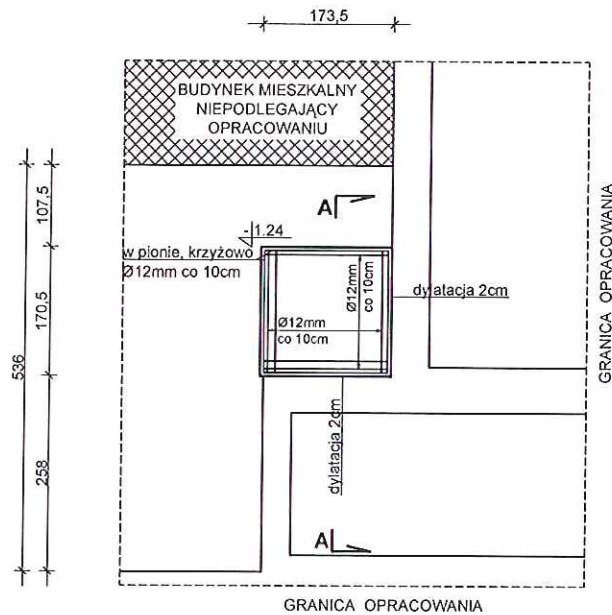 173,5
BUDYNEK MIESZKALNY
NIEPODLEGAJĄCY
OPRACOWANIU
107,5
A
- 1.24
w pionie, krzyżowo
Ø12mm co 10cm
Ø12mm
co 10cm
Ø12mm
co 10cm
dylatacja 2cm
170,5
536
258
dylatacja 2cm
A
GRANICA OPRACOWANIA
GRANICA OPRACOWANIA